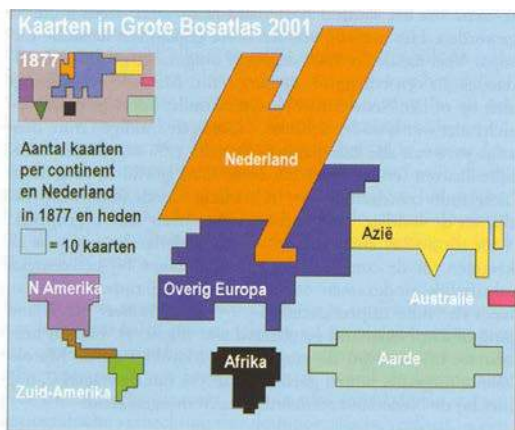 Kaarten in Grote Bosatlas 2001
1877
Aantal kaarten
per continent
en Nederland
in 1877 en heden
= 10 kaarten
Nederland
Azië
Overig Europa
N Amerika
Australië
Afrika
Aarde
Zuid-Amerika